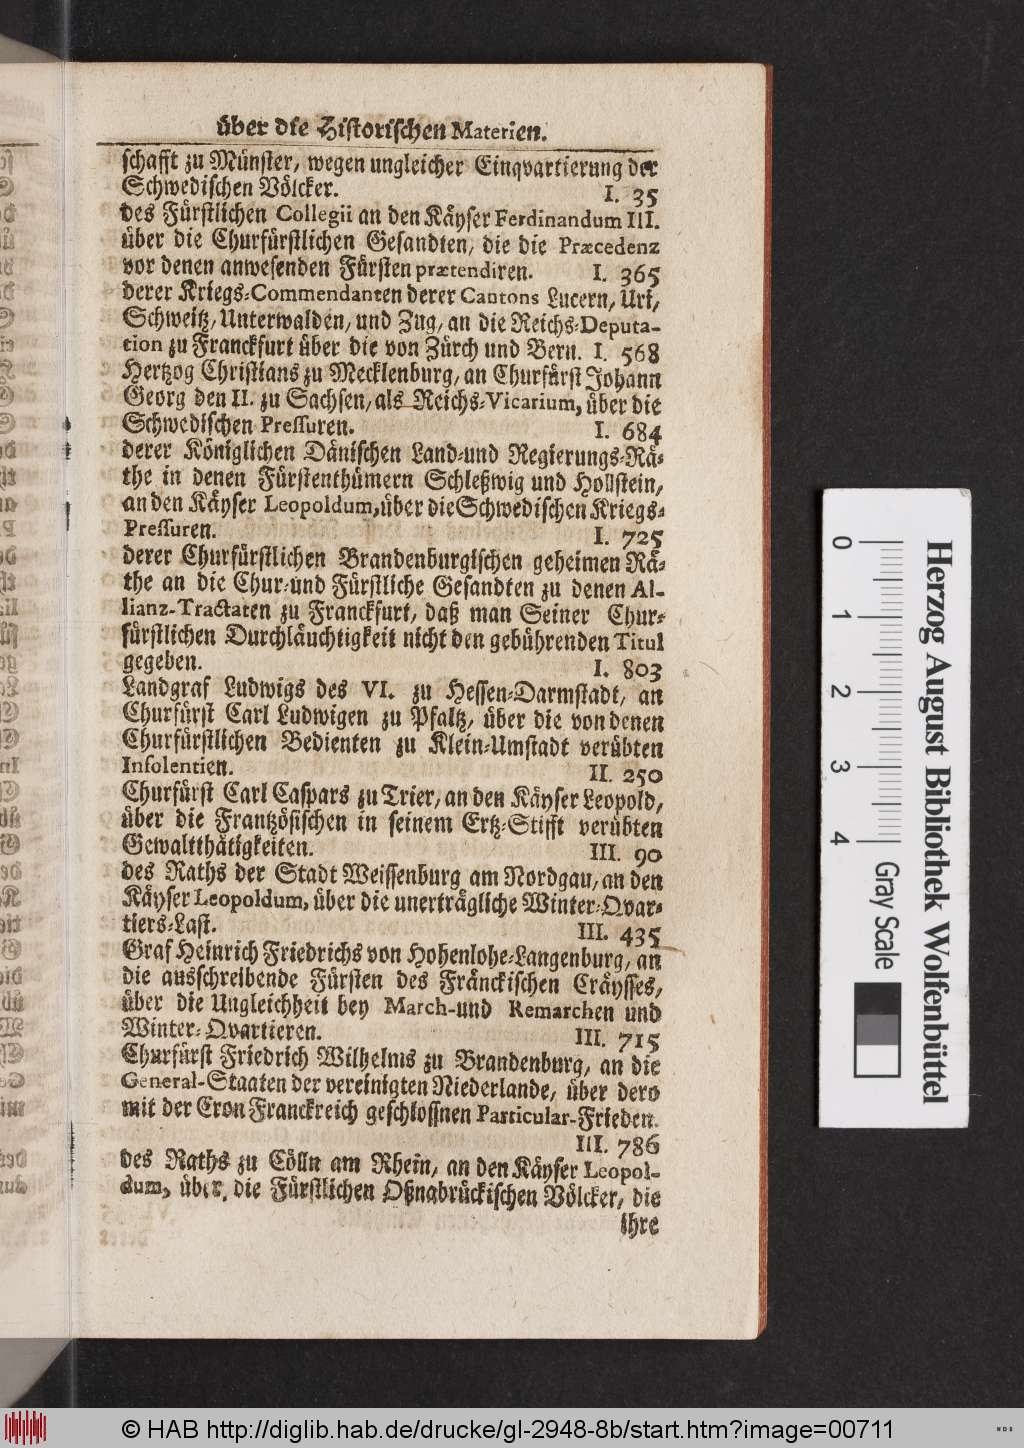 über die Historischen Materien.
schafft zu Münster, wegen ungleicher Einqvartierung der
Schwedischen Völcker. I. 35
des Fürstlichen Collegii an den Käyser Ferdinandum III.
über die Churfürstlichen Gesandten, die die Præcedenz
vor denen anwesenden Fürsten prætendiren. I. 365
derer Kriegs-Commendanten derer Cantons Lucern, Uri,
Schweitz, Unterwalden, und Zug, an die Reichs-Deputa-
tion zu Franckfurt über die von Zürch und Bern. I. 568
Hertzog Christians zu Mecklenburg, an Churfürst Johann
Georg den II. zu Sachsen, als Reichs-Vicarium, über die
Schwedischen Pressuren. I. 684
derer Königlichen Dänischen Land-und Regierungs-Rä-
the in denen Fürstenthümern Schleßwig und Hollstein,
an den Käyser Leopoldum, über die Schwedischen Kriegs-
Pressuren. I. 725
derer Churfürstlichen Brandenburgischen geheimen Rä-
the an die Chur-und Fürstliche Gesandten zu denen Al-
lianz-Tractaten zu Franckfurt, daß man Seiner Chur-
fürstlichen Durchläuchtigkeit nicht den gebührenden Titul
gegeben. I. 803
Landgraf Ludwigs des VI. zu Hessen-Darmstadt, an
Churfürst Carl Ludwigen zu Pfaltz, über die von denen
Churfürstlichen Bedienten zu Klein-Umstadt verübten
Insolentien. II. 250
Churfürst Carl Caspars zu Trier, an den Käyser Leopold,
über die Frantzösischen in seinem Ertz-Stifft verübten
Gewaltthätigkeiten. III. 90
des Raths der Stadt Weissenburg am Nordgau, an den
Käyser Leopoldum, über die unerträgliche Winter-Qvar-
tiers-Last. III. 435
Graf Heinrich Friedrichs von Hohenlohe-Langenburg, an
die ausschreibende Fürsten des Fränckischen Cräysses,
über die Ungleichheit bey March-und Remarchen und
Winter-Qvartieren. III. 715
Churfürst Friedrich Wilhelms zu Brandenburg, an die
General-Staaten der vereinigten Niederlande, über dero
mit der Cron Franckreich geschlossnen Particular-Frieden.
III. 786
des Raths zu Cölln am Rhein, an den Käyser Leopol-
dum, über die Fürstlichen Oßnabrückischen Völcker, die
ihre
Herzog August Bibliothek Wolfenbüttel
0 1 2 3 4
Gray Scale
© HAB http://diglib.hab.de/drucke/gl-2948-8b/start.htm?image=00711